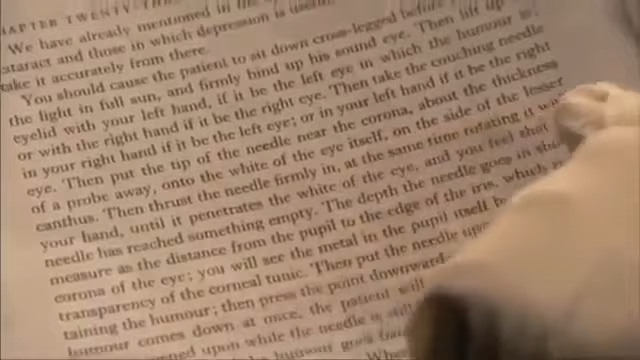 CHAPTER TWENTY-
We have already mentioned in the
cataract and those in which depression is useful.
take it accurately from there.
You should cause the patient to sit down cross-legged before
the light in full sun, and firmly bind up his sound eye. Then lift up
eyelid with your left hand, if it be the left eye in which the humour is;
or with the right hand if it be the right eye. Then take the couching needle
in your right hand if it be the left eye; or in your left hand if it be the right
eye. Then put the tip of the needle near the corona, about the thickness
of a probe away, onto the white of the eye itself, on the side of the lesser
canthus. Then thrust the needle firmly in, at the same time rotating it
your hand, until it penetrates the white of the eye, and you feel that
needle has reached something empty. The depth the needle goes in
measure as the distance from the pupil to the edge of the iris, which
corona of the eye; you will see the metal in the pupil itself
transparency of the corneal tunic. Then put the needle
taining the humour; then press the point downward
humour comes down at once, the patient will
upon while the needle is
the humour goes